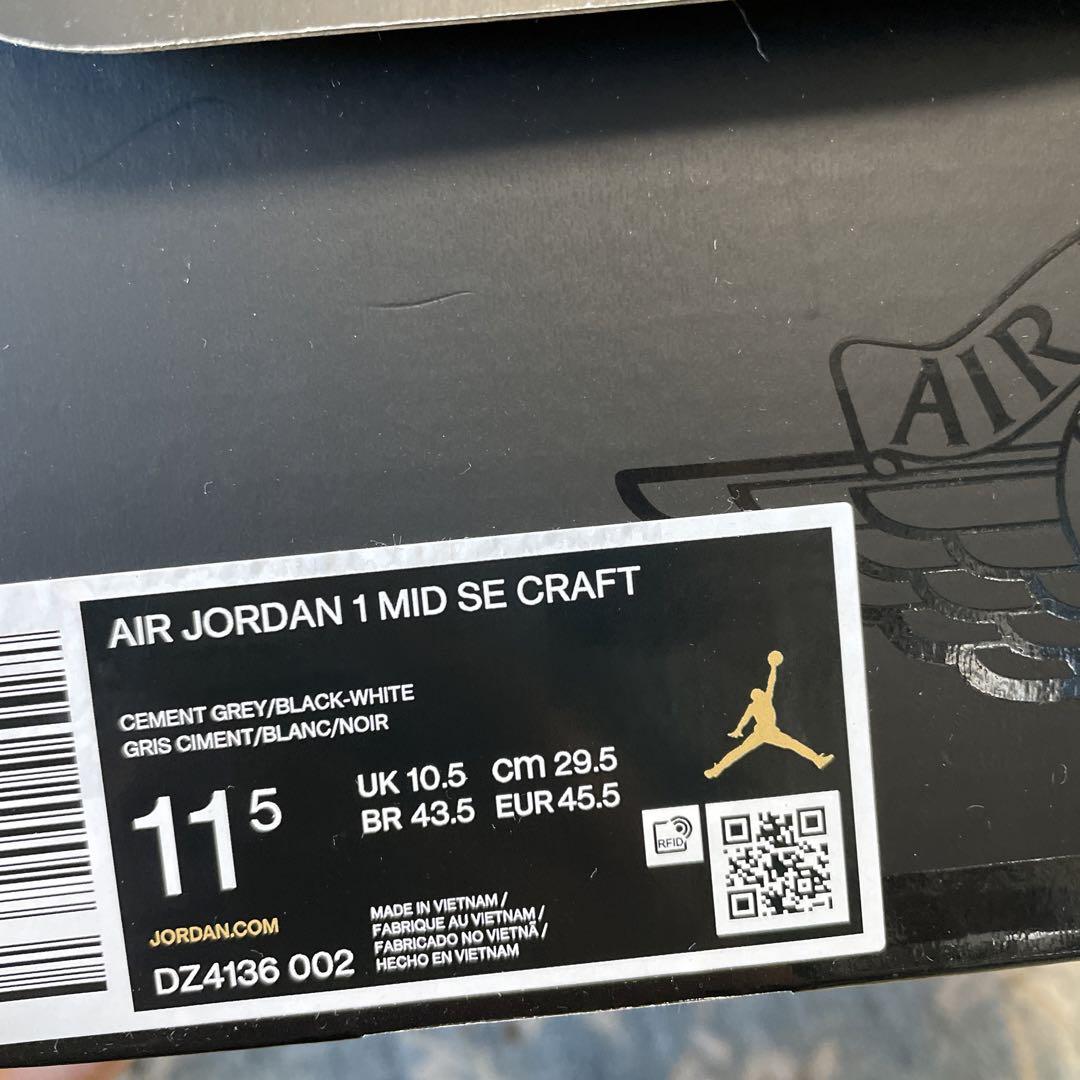 AIR
AIR JORDAN 1 MID SE CRAFT
CEMENT GREY/BLACK-WHITE
GRIS CIMENT/BLANC/NOIR
11 5
UK 10.5 cm 29.5
BR 43.5 EUR 45.5
RFID
JORDAN.COM
DZ4136 002
MADE IN VIETNAM /
FABRIQUE AU VIETNAM /
FABRICADO NO VIETNÃ /
HECHO EN VIETNAM